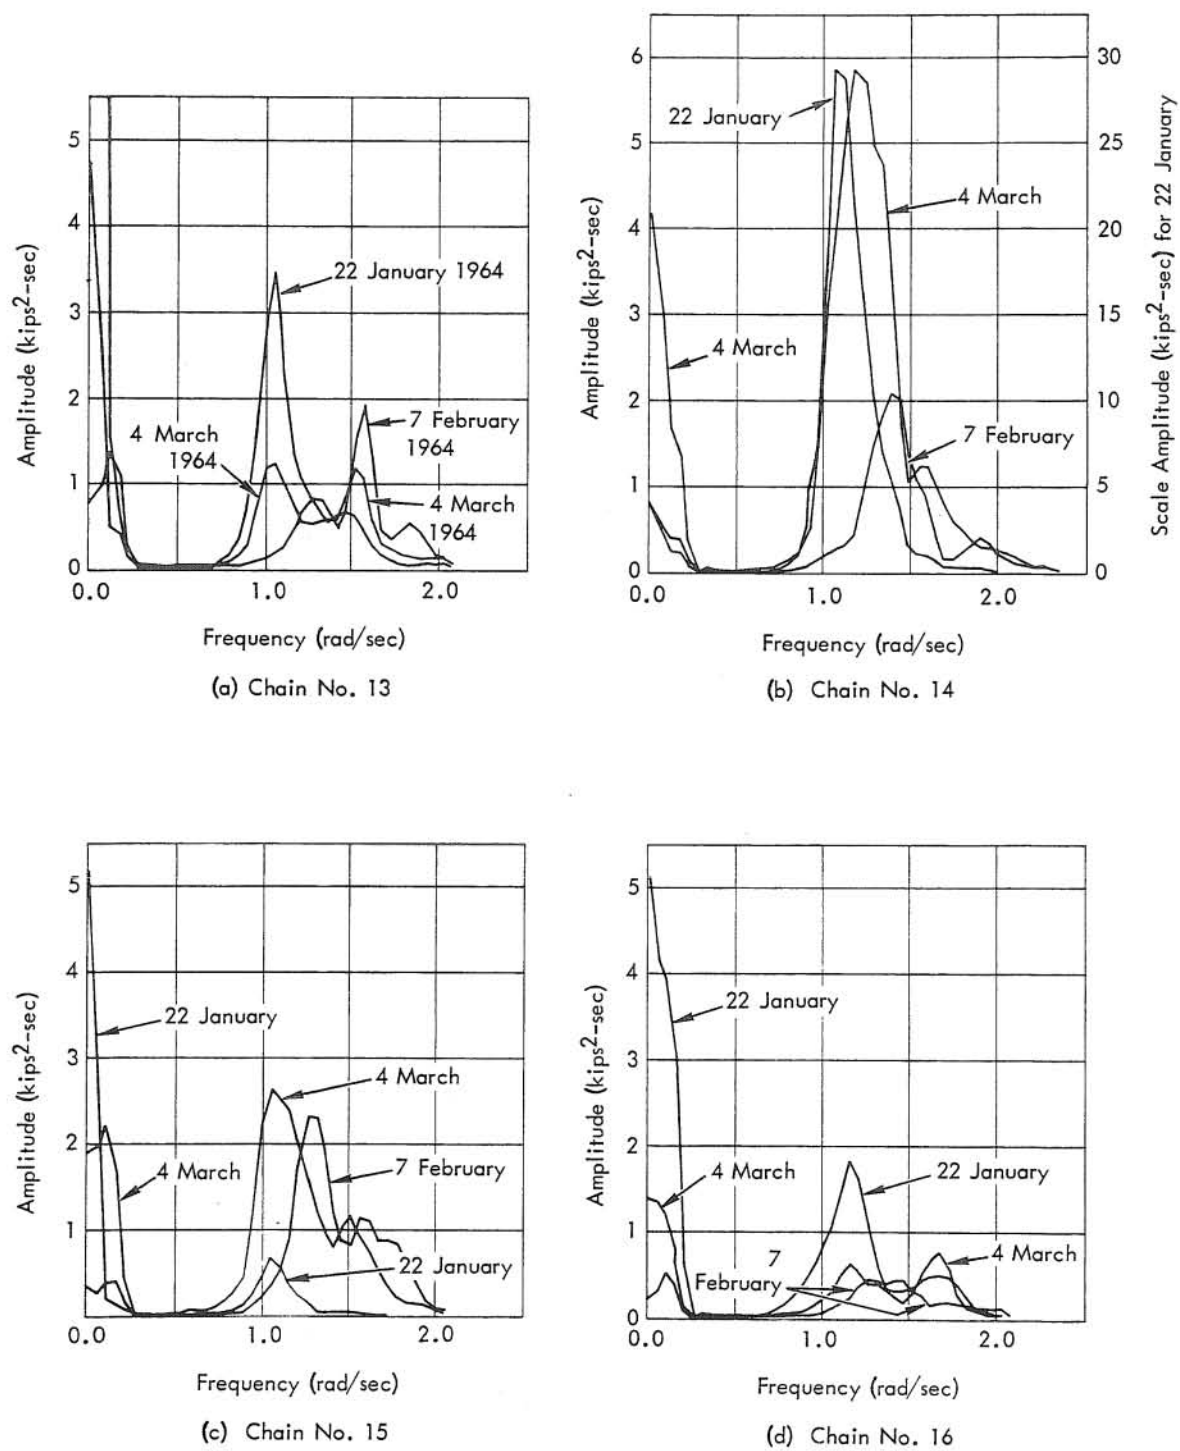 Amplitude (kips²-sec)
5
4
3
2
1
0
22 January 1964
4 March
1964
7 February
1964
4 March
1964
0.0 1.0 2.0
Frequency (rad/sec)
(a) Chain No. 13
Amplitude (kips²-sec)
6
5
4
3
2
1
0
22 January
4 March
4 March
7 February
30
25
20
15
10
5
0
Scale Amplitude (kips²-sec) for 22 January
0.0 1.0 2.0
Frequency (rad/sec)
(b) Chain No. 14
Amplitude (kips²-sec)
5
4
3
2
1
22 January
4 March
4 March
7 February
22 January
0.0 1.0 2.0
Frequency (rad/sec)
(c) Chain No. 15
Amplitude (kips²-sec)
5
4
3
2
1
0
22 January
4 March
22 January
7
February
4 March
0.0 1.0 2.0
Frequency (rad/sec)
(d) Chain No. 16